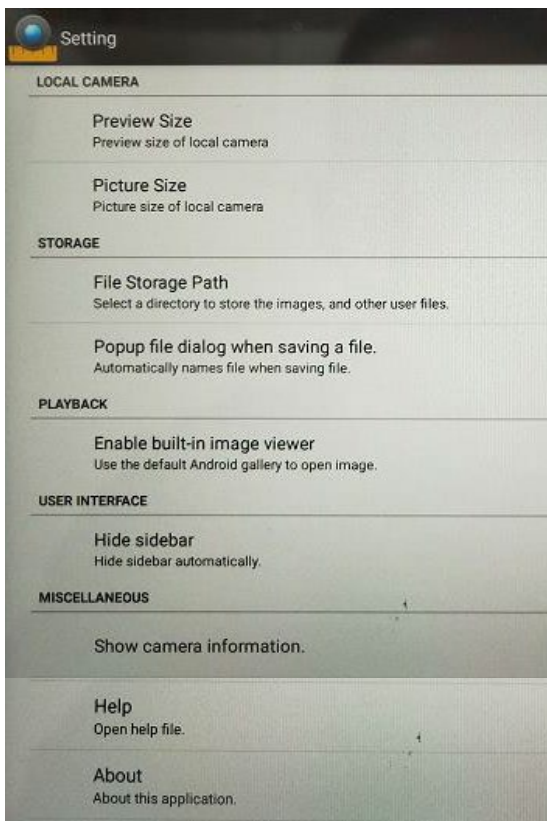 Setting
LOCAL CAMERA
Preview Size
Preview size of local camera
Picture Size
Picture size of local camera
STORAGE
File Storage Path
Select a directory to store the images, and other user files.
Popup file dialog when saving a file.
Automatically names file when saving file.
PLAYBACK
Enable built-in image viewer
Use the default Android gallery to open image.
USER INTERFACE
Hide sidebar
Hide sidebar automatically.
MISCELLANEOUS
Show camera information.
Help
Open help file.
About
About this application.